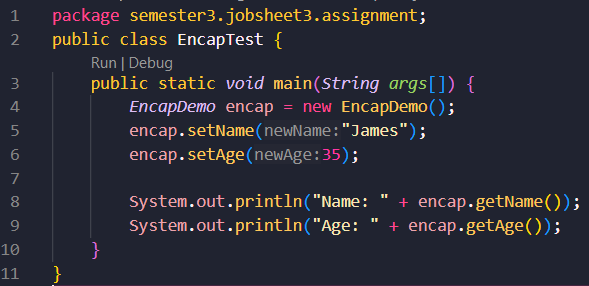 1 package semester3.jobsheet3.assignment;
2 public class EncapTest {
Run | Debug
3 public static void main(String args[]) {
4 EncapDemo encap = new EncapDemo();
5 encap.setName(newName:"James");
6 encap.setAge(newAge:35);
7
8 System.out.println("Name: " + encap.getName());
9 System.out.println("Age: " + encap.getAge());
10 }
11 }